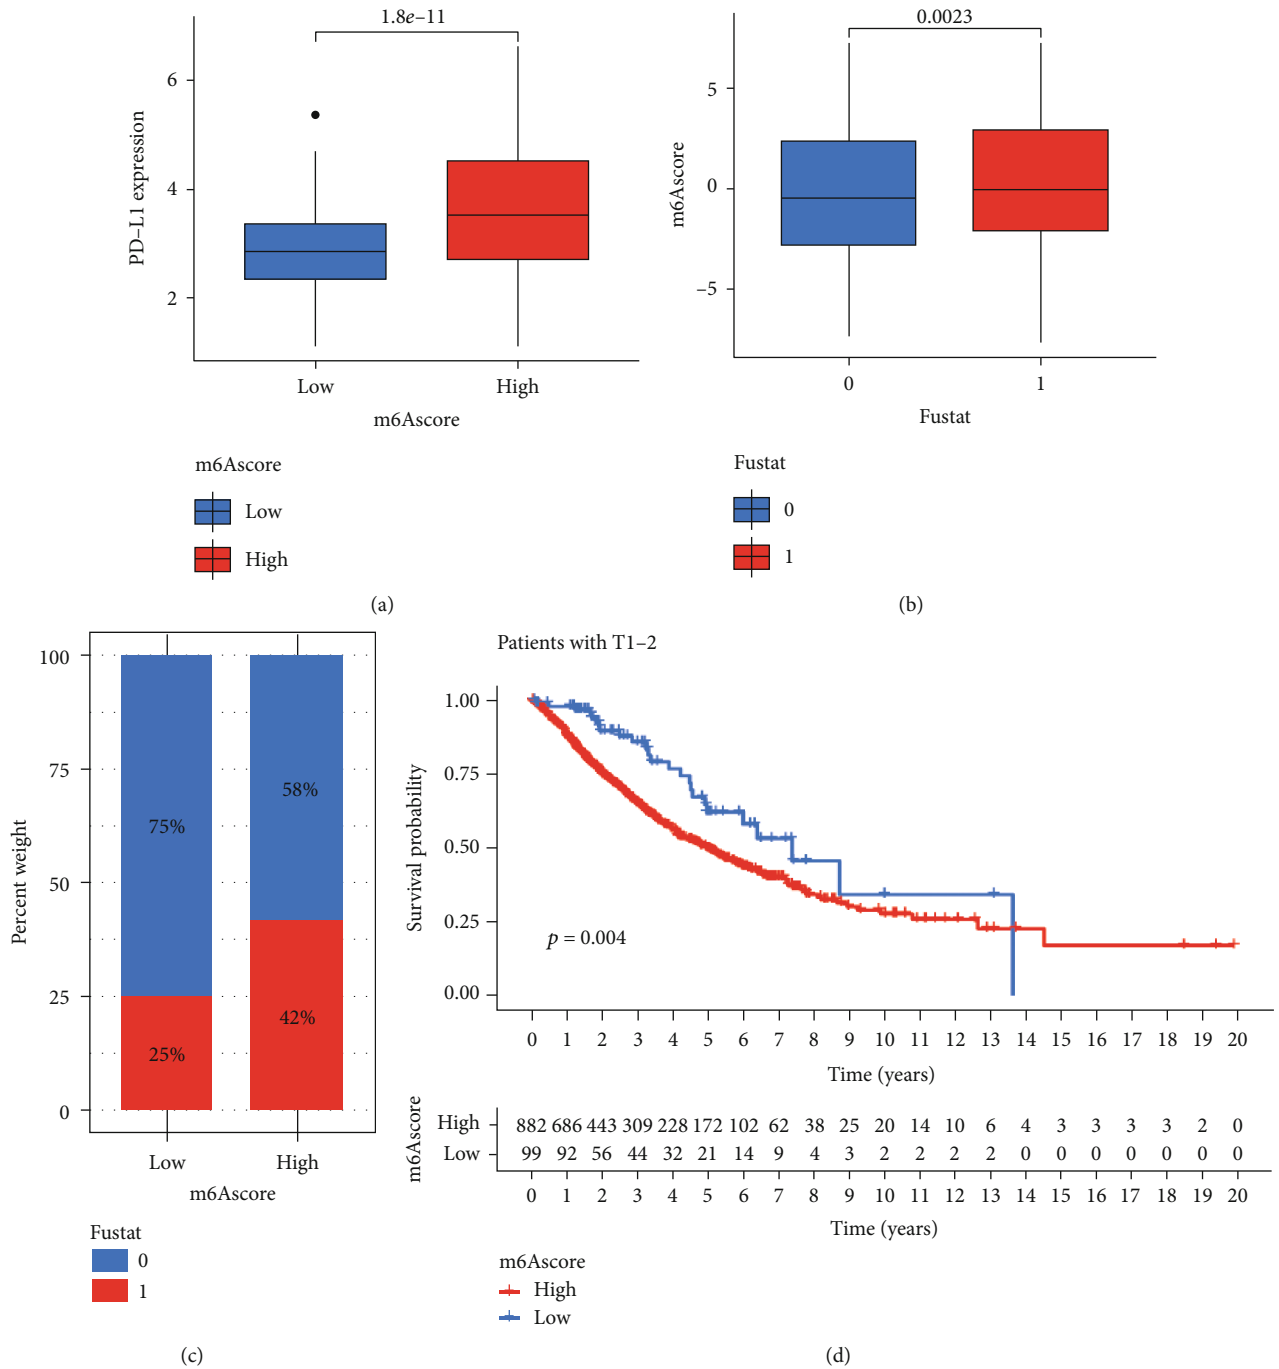 1.8e–11
PD–L1 expression
6
4
2
Low High
m6Ascore
m6Ascore
Low
High
(a)
0.0023
m6Ascore
5
0
–5
0 1
Fustat
Fustat
0
1
(b)
Percent weight
100
75
50
25
0
75%
25%
58%
42%
Low High
m6Ascore
Fustat
0
1
(c)
Patients with T1–2
Survival probability
1.00
0.75
0.50
0.25
0.00
p = 0.004
0 1 2 3 4 5 6 7 8 9 10 11 12 13 14 15 16 17 18 19 20
Time (years)
m6Ascore
High 882 686 443 309 228 172 102 62 38 25 20 14 10 6 4 3 3 3 3 2 0
Low 99 92 56 44 32 21 14 9 4 3 2 2 2 2 0 0 0 0 0 0 0
0 1 2 3 4 5 6 7 8 9 10 11 12 13 14 15 16 17 18 19 20
Time (years)
m6Ascore
High
Low
(d)